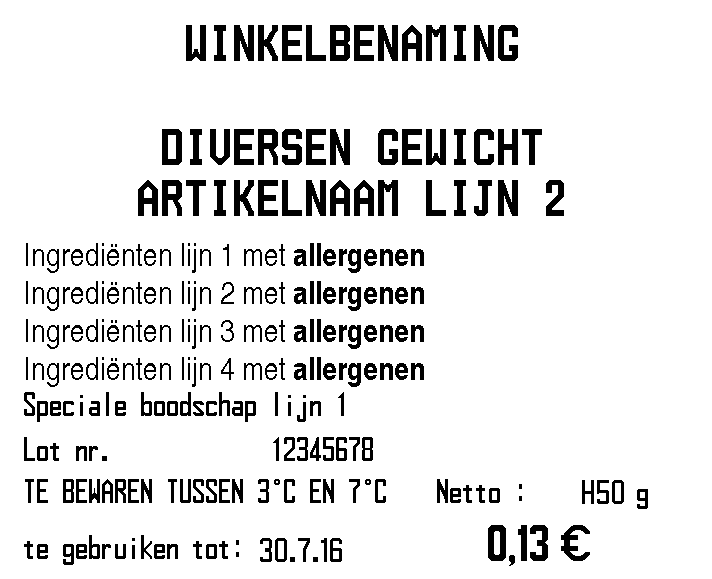 WINKELBENAMING
DIVERSEN GEWICHT
ARTIKELNAAM LIJN 2
Ingrediënten lijn 1 met allergenen
Ingrediënten lijn 2 met allergenen
Ingrediënten lijn 3 met allergenen
Ingrediënten lijn 4 met allergenen
Speciale boodschap lijn 1
Lot nr. 12345678
TE BEWAREN TUSSEN 3°C EN 7°C Netto : H50 g
te gebruiken tot: 30.7.16 0,13 €